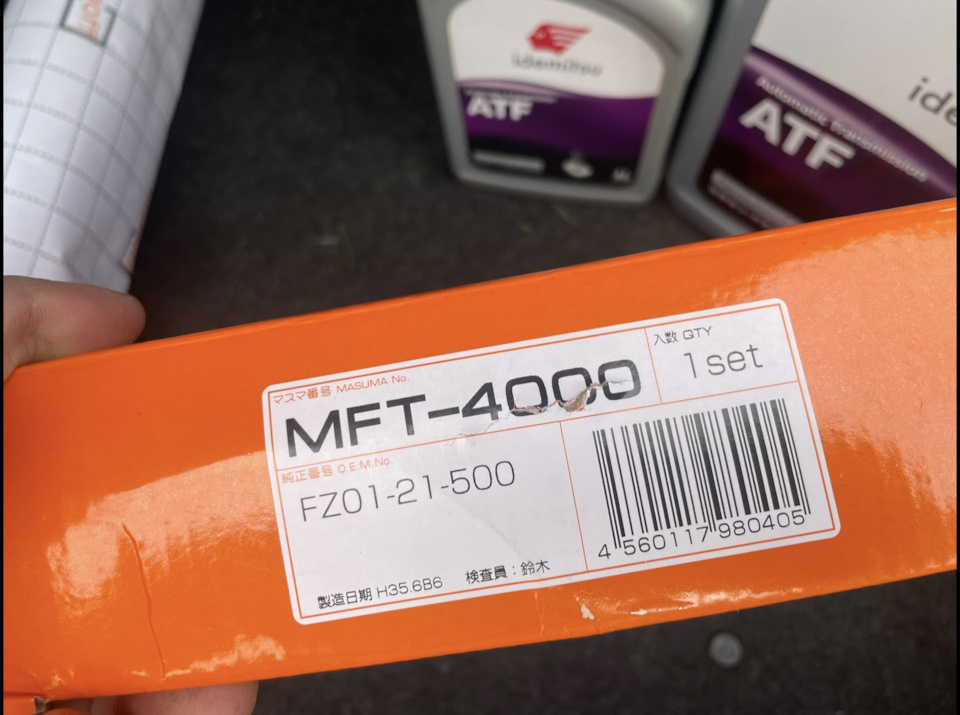 idemitsu
ATF
ide
Automatic Transmission
ATF
マスマ番号 MASUMA No.
MFT-4000
入数 QTY
1set
純正番号 O.E.M.No.
FZ01-21-500
4 560117 980405
製造日期 H35.6B6 検査員：鈴木